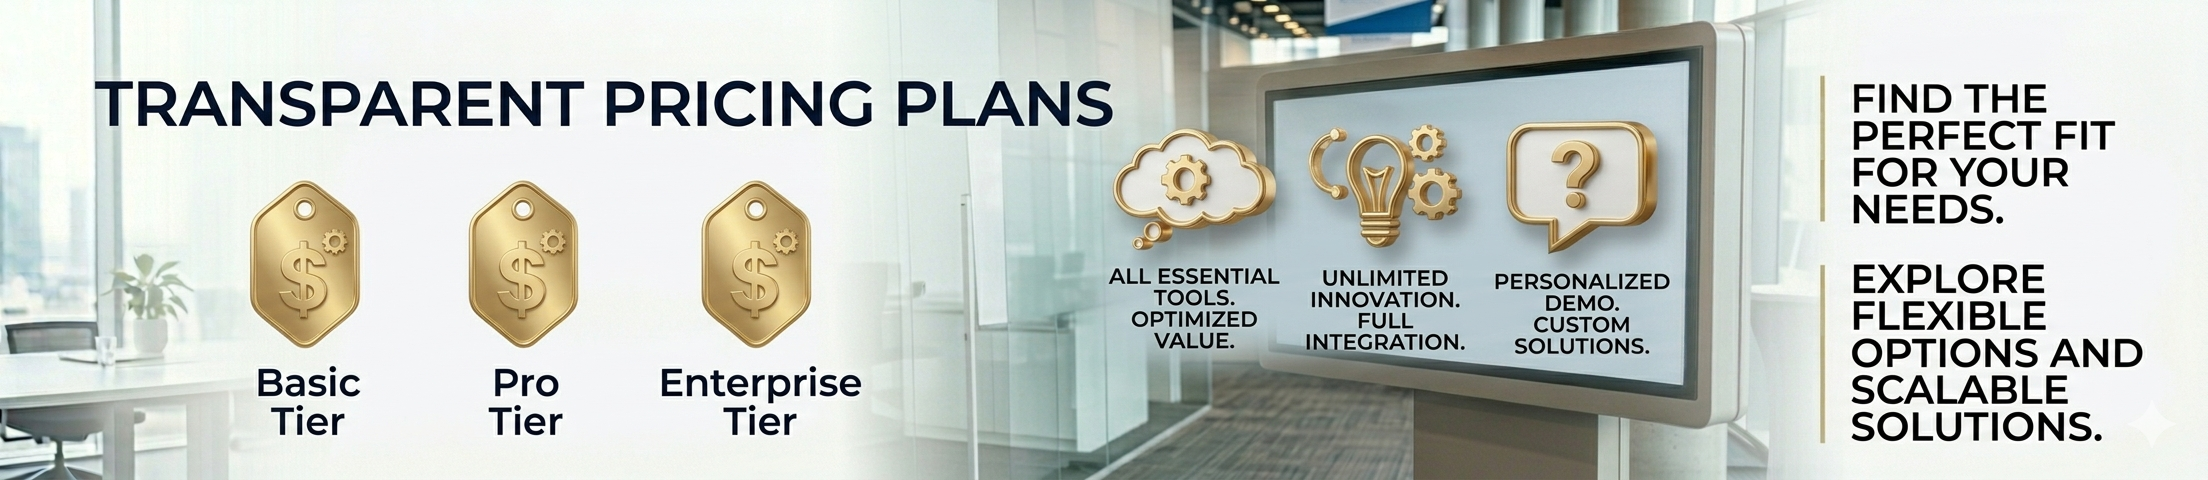 TRANSPARENT PRICING PLANS
$
$
$
Basic
Tier
Pro
Tier
Enterprise
Tier
?
ALL ESSENTIAL
TOOLS.
OPTIMIZED
VALUE.
UNLIMITED
INNOVATION.
FULL
INTEGRATION.
PERSONALIZED
DEMO.
CUSTOM
SOLUTIONS.
FIND THE
PERFECT FIT
FOR YOUR
NEEDS.
EXPLORE
FLEXIBLE
OPTIONS AND
SCALABLE
SOLUTIONS.